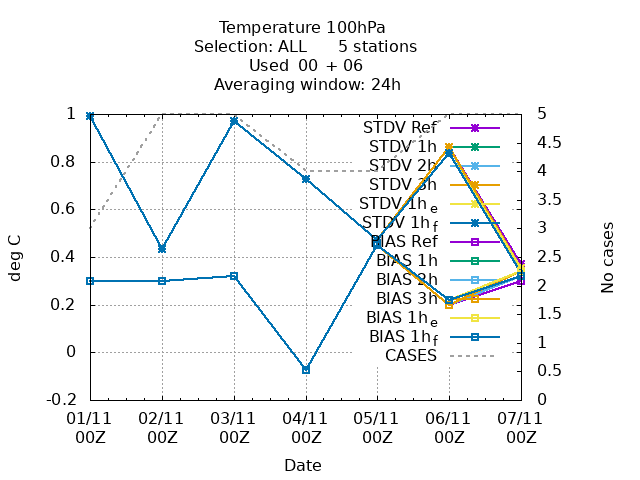 Temperature 100hPa
Selection: ALL 5 stations
Used 00 + 06
Averaging window: 24h
1
0.8
0.6
0.4
0.2
0
-0.2
deg C
5
4.5
4
3.5
3
2.5
2
1.5
1
0.5
0
No cases
STDV Ref
STDV 1h
STDV 2h
STDV 3h
STDV 1he
STDV 1hf
BIAS Ref
BIAS 1h
BIAS 2h
BIAS 3h
BIAS 1he
BIAS 1hf
CASES
01/11 02/11 03/11 04/11 05/11 06/11 07/11
00Z 00Z 00Z 00Z 00Z 00Z 00Z
Date